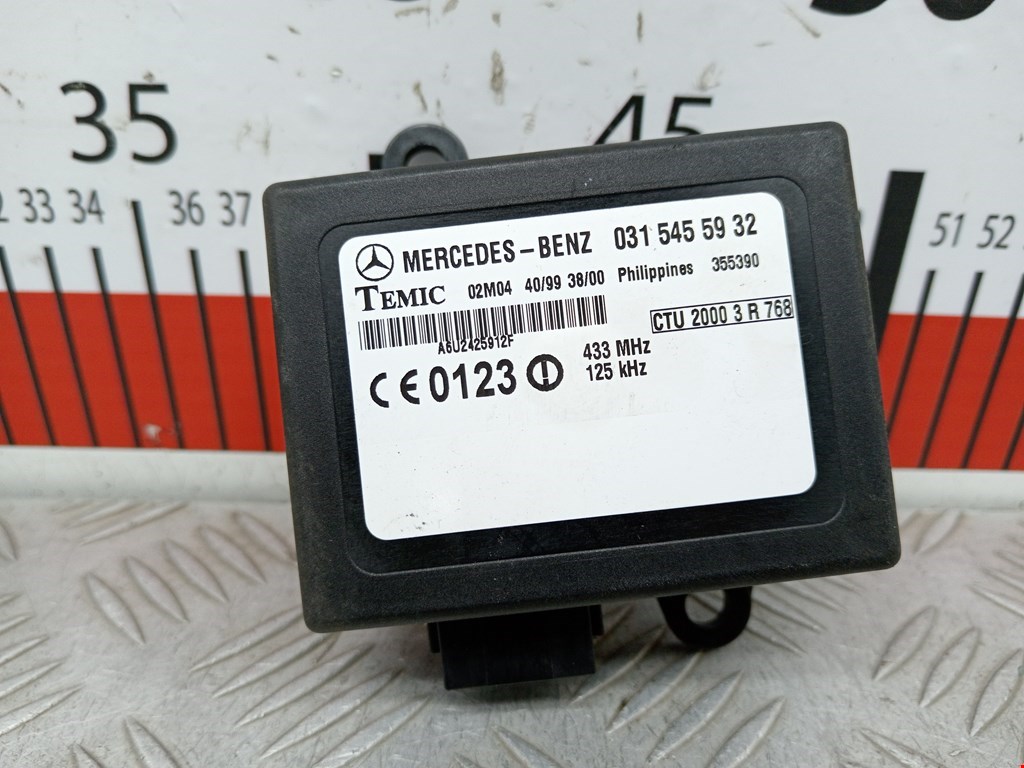 35
45
33 34 36 37
51 52
MERCEDES-BENZ 031 545 59 32
TEMIC 02M04 40/99 38/00 Philippines 355390
CTU 2000 3 R 768
A6U2425912F
CE 0123
433 MHz
125 kHz